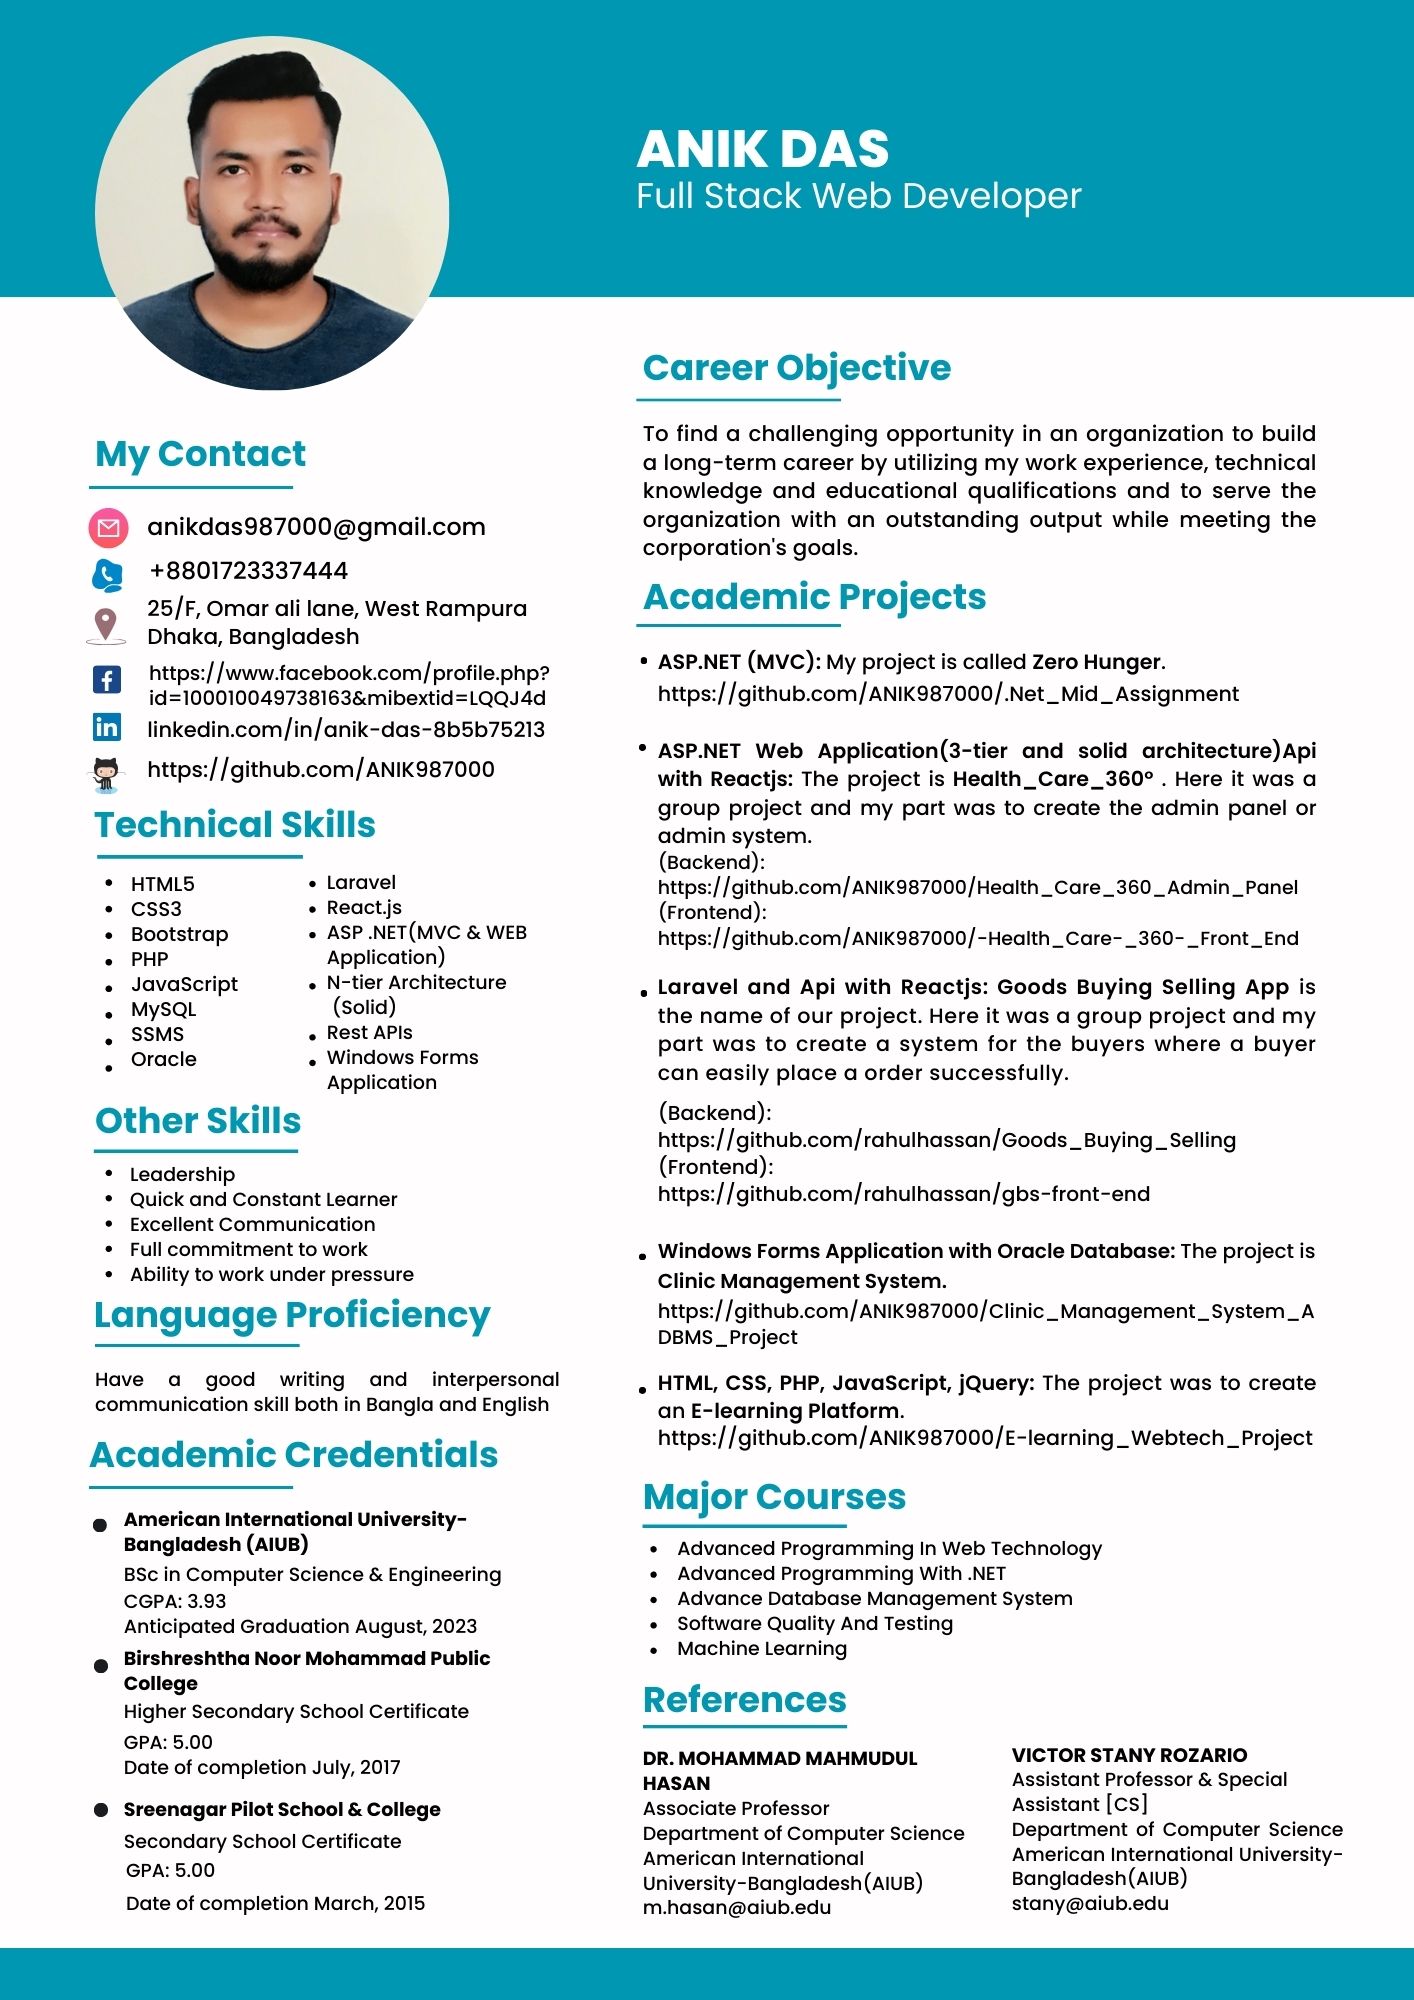 ANIK DAS
Full Stack Web Developer
My Contact
anikdas987000@gmail.com
+8801723337444
25/F, Omar ali lane, West Rampura
Dhaka, Bangladesh
https://www.facebook.com/profile.php?
id=100010049738163&mibextid=LQQJ4d
linkedin.com/in/anik-das-8b5b75213
https://github.com/ANIK987000
Technical Skills
• HTML5
• CSS3
• Bootstrap
• PHP
• JavaScript
• MySQL
• SSMS
• Oracle
• Laravel
• React.js
• ASP .NET(MVC & WEB
Application)
• N-tier Architecture
(Solid)
• Rest APIs
• Windows Forms
Application
Other Skills
• Leadership
• Quick and Constant Learner
• Excellent Communication
• Full commitment to work
• Ability to work under pressure
Language Proficiency
Have a good writing and interpersonal
communication skill both in Bangla and English
Academic Credentials
• American International University-
Bangladesh (AIUB)
BSc in Computer Science & Engineering
CGPA: 3.93
Anticipated Graduation August, 2023
• Birshreshtha Noor Mohammad Public
College
Higher Secondary School Certificate
GPA: 5.00
Date of completion July, 2017
• Sreenagar Pilot School & College
Secondary School Certificate
GPA: 5.00
Date of completion March, 2015
Career Objective
To find a challenging opportunity in an organization to build
a long-term career by utilizing my work experience, technical
knowledge and educational qualifications and to serve the
organization with an outstanding output while meeting the
corporation's goals.
Academic Projects
• ASP.NET (MVC): My project is called Zero Hunger.
https://github.com/ANIK987000/.Net_Mid_Assignment
• ASP.NET Web Application(3-tier and solid architecture)Api
with Reactjs: The project is Health_Care_360° . Here it was a
group project and my part was to create the admin panel or
admin system.
(Backend):
https://github.com/ANIK987000/Health_Care_360_Admin_Panel
(Frontend):
https://github.com/ANIK987000/-Health_Care-_360-_Front_End
• Laravel and Api with Reactjs: Goods Buying Selling App is
the name of our project. Here it was a group project and my
part was to create a system for the buyers where a buyer
can easily place a order successfully.
(Backend):
https://github.com/rahulhassan/Goods_Buying_Selling
(Frontend):
https://github.com/rahulhassan/gbs-front-end
• Windows Forms Application with Oracle Database: The project is
Clinic Management System.
https://github.com/ANIK987000/Clinic_Management_System_A
DBMS_Project
• HTML, CSS, PHP, JavaScript, jQuery: The project was to create
an E-learning Platform.
https://github.com/ANIK987000/E-learning_Webtech_Project
Major Courses
• Advanced Programming In Web Technology
• Advanced Programming With .NET
• Advance Database Management System
• Software Quality And Testing
• Machine Learning
References
DR. MOHAMMAD MAHMUDUL
HASAN
Associate Professor
Department of Computer Science
American International
University-Bangladesh(AIUB)
m.hasan@aiub.edu
VICTOR STANY ROZARIO
Assistant Professor & Special
Assistant [CS]
Department of Computer Science
American International University-
Bangladesh(AIUB)
stany@aiub.edu